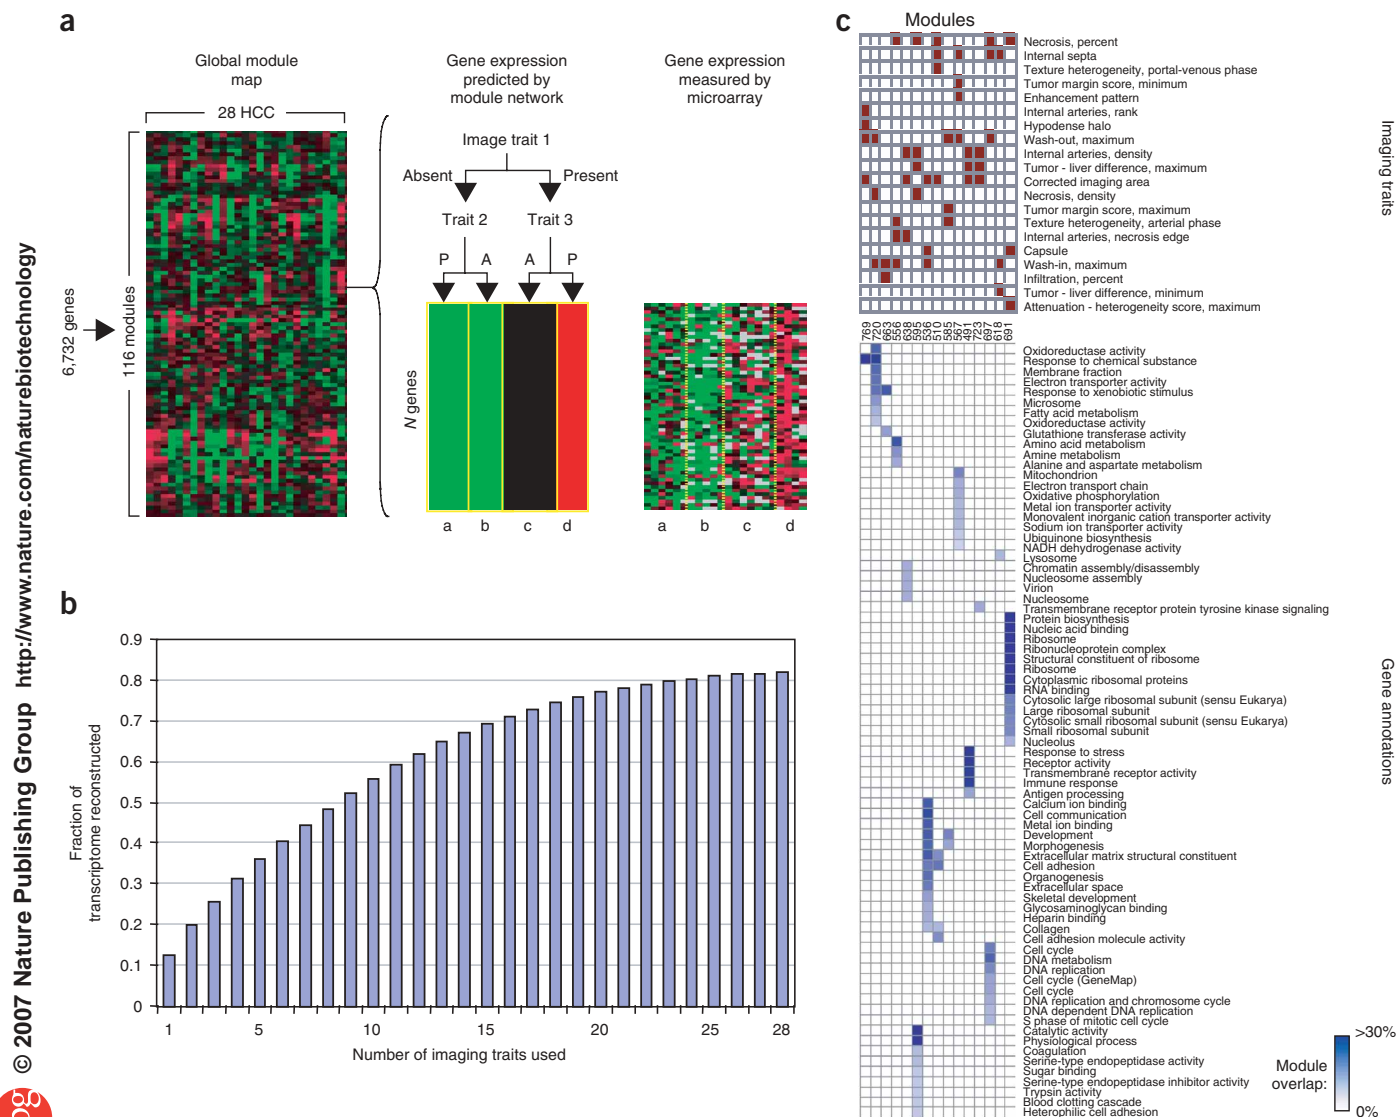 © 2007 Nature Publishing Group http://www.nature.com/naturebiotechnology
a
Global module
map
28 HCC
6,732 genes
116 modules
Gene expression
predicted by
module network
Image trait 1
Absent
Present
Trait 2
Trait 3
P
A
A
P
N genes
a
b
c
d
Gene expression
measured by
microarray
a
b
c
d
b
Fraction of
transcriptome reconstructed
0.9
0.8
0.7
0.6
0.5
0.4
0.3
0.2
0.1
0
1
5
10
15
20
25
28
Number of imaging traits used
c
Modules
Necrosis, percent
Internal septa
Texture heterogeneity, portal-venous phase
Tumor margin score, minimum
Enhancement pattern
Internal arteries, rank
Hypodense halo
Wash-out, maximum
Internal arteries, density
Tumor - liver difference, maximum
Corrected imaging area
Necrosis, density
Tumor margin score, maximum
Texture heterogeneity, arterial phase
Internal arteries, necrosis edge
Capsule
Wash-in, maximum
Infiltration, percent
Tumor - liver difference, minimum
Attenuation - heterogeneity score, maximum
Imaging traits
769
720
663
556
638
595
536
510
585
567
491
723
697
618
691
Oxidoreductase activity
Response to chemical substance
Membrane fraction
Electron transporter activity
Response to xenobiotic stimulus
Microsome
Fatty acid metabolism
Oxidoreductase activity
Glutathione transferase activity
Amino acid metabolism
Amine metabolism
Alanine and aspartate metabolism
Mitochondrion
Electron transport chain
Oxidative phosphorylation
Metal ion transporter activity
Monovalent inorganic cation transporter activity
Sodium ion transporter activity
Ubiquinone biosynthesis
NADH dehydrogenase activity
Lysosome
Chromatin assembly/disassembly
Nucleosome assembly
Virion
Nucleosome
Transmembrane receptor protein tyrosine kinase signaling
Protein biosynthesis
Nucleic acid binding
Ribosome
Ribonucleoprotein complex
Structural constituent of ribosome
Ribosome
Cytoplasmic ribosomal proteins
RNA binding
Cytosolic large ribosomal subunit (sensu Eukarya)
Large ribosomal subunit
Cytosolic small ribosomal subunit (sensu Eukarya)
Small ribosomal subunit
Nucleolus
Response to stress
Receptor activity
Transmembrane receptor activity
Immune response
Antigen processing
Calcium ion binding
Cell communication
Metal ion binding
Development
Morphogenesis
Extracellular matrix structural constituent
Cell adhesion
Organogenesis
Extracellular space
Skeletal development
Glycosaminoglycan binding
Heparin binding
Collagen
Cell adhesion molecule activity
Cell cycle
DNA metabolism
DNA replication
Cell cycle (GeneMap)
Cell cycle
DNA replication and chromosome cycle
DNA dependent DNA replication
S phase of mitotic cell cycle
Catalytic activity
Physiological process
Coagulation
Serine-type endopeptidase activity
Sugar binding
Serine-type endopeptidase inhibitor activity
Trypsin activity
Blood clotting cascade
Heterophilic cell adhesion
Gene annotations
Module
overlap:
>30%
0%